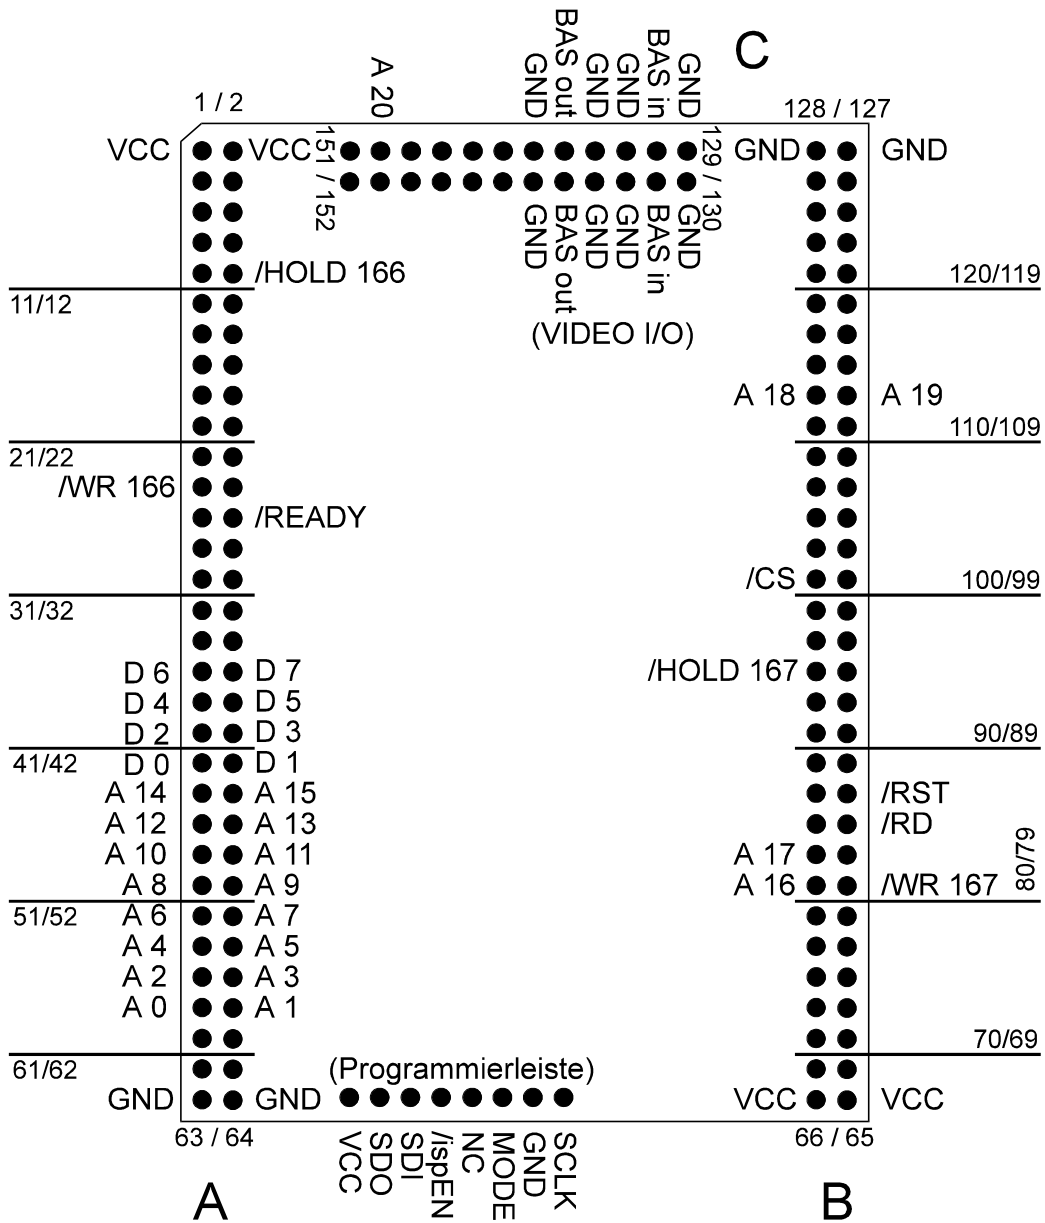 C
A 20
GND
BAS out
GND
GND
BAS in
GND
1 / 2
128 / 127
VCC
VCC
151 / 152
129 / 130
GND
GND
GND
BAS out
GND
GND
BAS in
GND
/HOLD 166
120/119
11/12
(VIDEO I/O)
A 18
A 19
110/109
21/22
/WR 166
/READY
/CS
100/99
31/32
D 6
D 7
/HOLD 167
D 4
D 5
D 2
D 3
90/89
41/42
D 0
D 1
A 14
A 15
/RST
A 12
A 13
/RD
A 10
A 11
A 17
80/79
A 8
A 9
A 16
/WR 167
51/52
A 6
A 7
A 4
A 5
A 2
A 3
A 0
A 1
70/69
61/62
(Programmierleiste)
GND
GND
VCC
VCC
63 / 64
66 / 65
VCC
SDO
SDI
/ispEN
NC
MODE
GND
SCLK
A
B